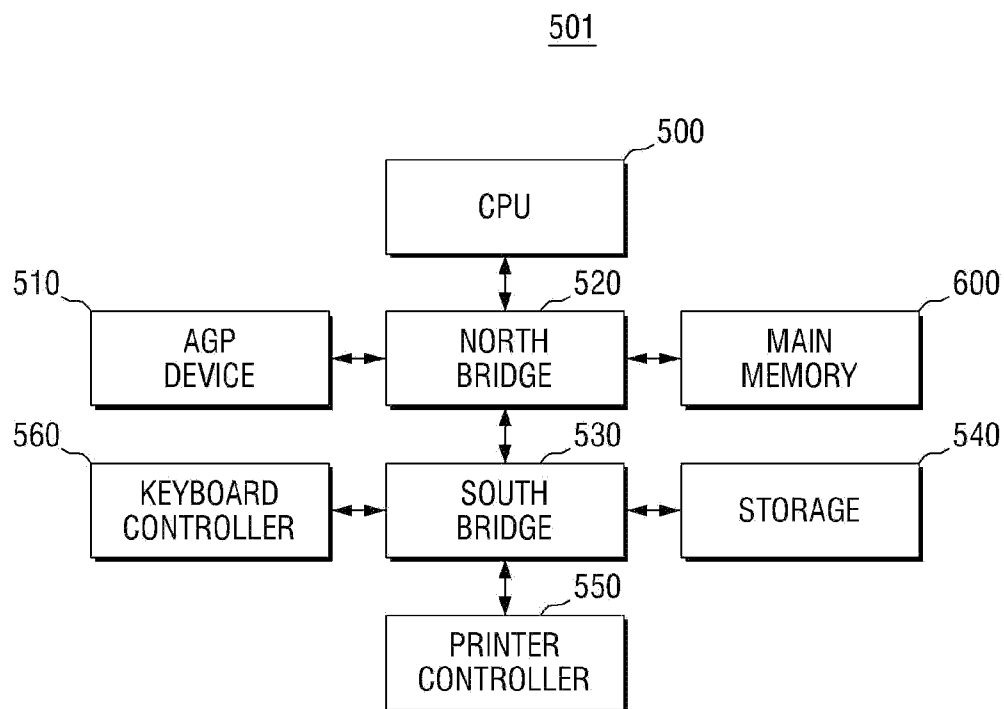 501
500
CPU
510
520
600
AGP
DEVICE
NORTH
BRIDGE
MAIN
MEMORY
560
530
540
KEYBOARD
CONTROLLER
SOUTH
BRIDGE
STORAGE
550
PRINTER
CONTROLLER